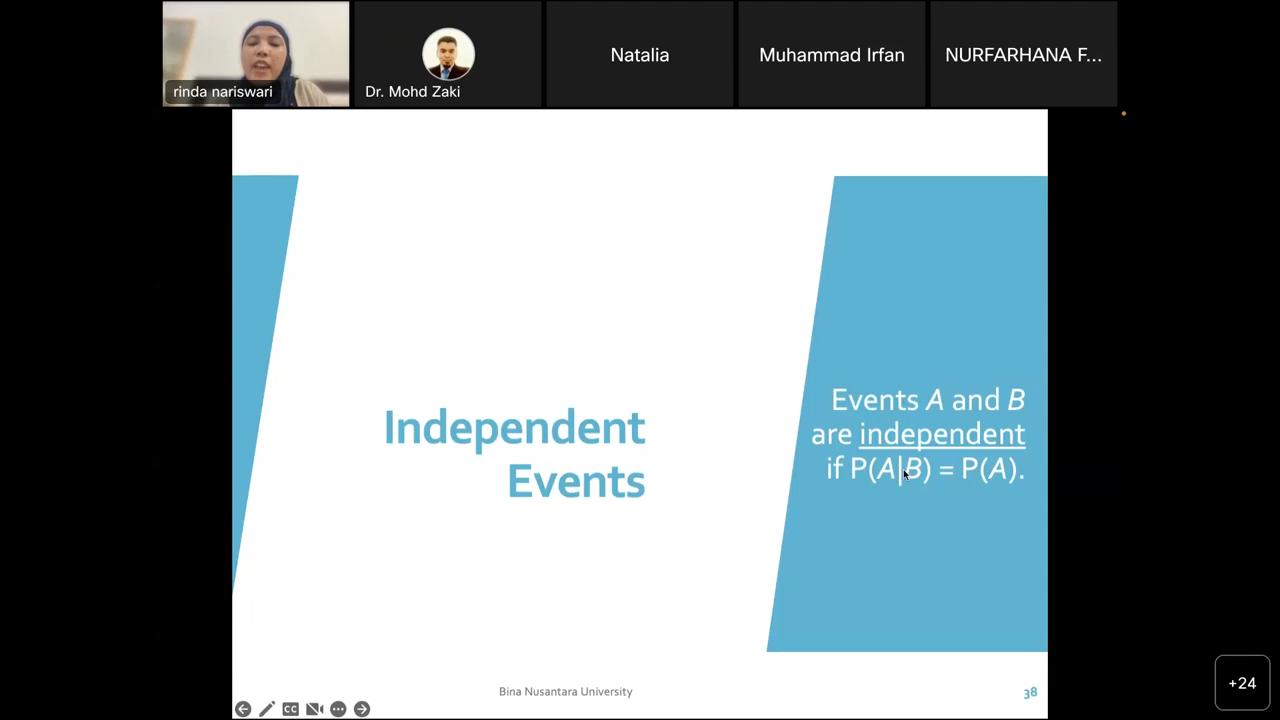 rinda nariswari
Dr. Mohd Zaki
Natalia
Muhammad Irfan
NURFARHANA F...
Independent
Events
Events A and B
are independent
if P(A|B) = P(A).
Bina Nusantara University
38
CC
+24